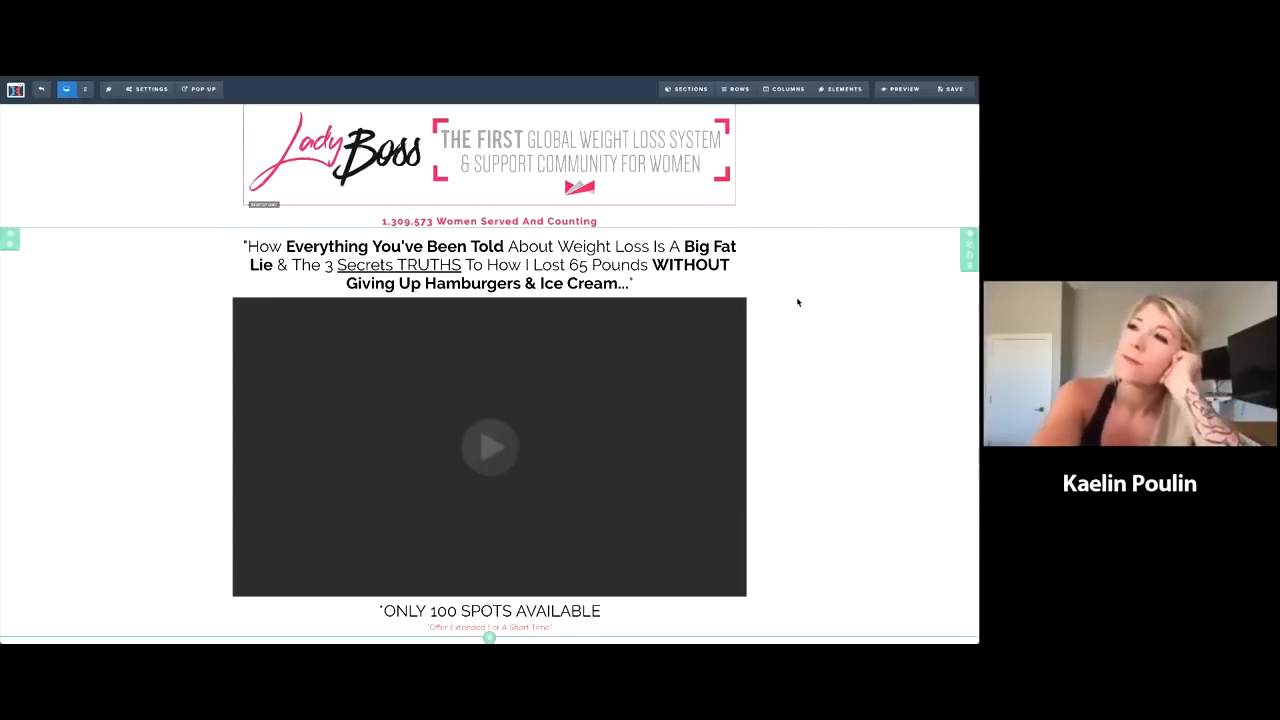 SETTINGS
POP UP
SECTIONS
ROWS
COLUMNS
ELEMENTS
PREVIEW
SAVE
Lady Boss
THE FIRST GLOBAL WEIGHT LOSS SYSTEM
& SUPPORT COMMUNITY FOR WOMEN
DESKTOP ONLY
1,309,573 Women Served And Counting
"How Everything You've Been Told About Weight Loss Is A Big Fat
Lie & The 3 Secrets TRUTHS To How I Lost 65 Pounds WITHOUT
Giving Up Hamburgers & Ice Cream..."
*ONLY 100 SPOTS AVAILABLE
*Offer Extended For A Short Time*
Kaelin Poulin